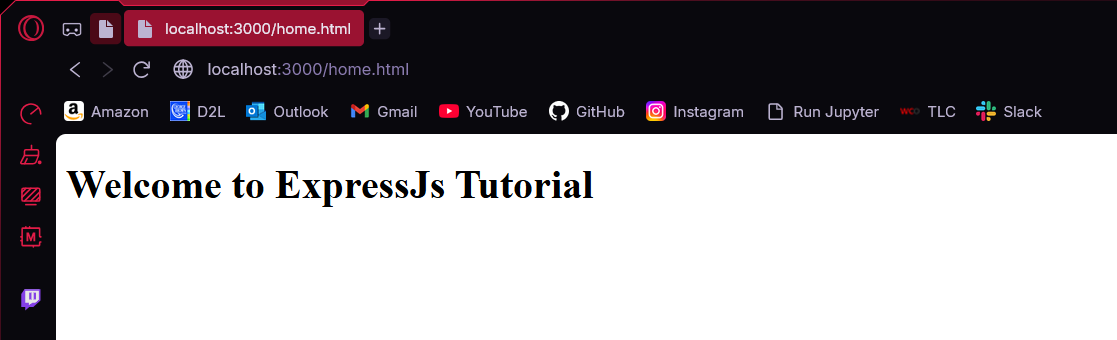 localhost:3000/home.html
localhost:3000/home.html
Amazon D2L Outlook Gmail YouTube GitHub Instagram Run Jupyter WCO TLC Slack
Welcome to ExpressJs Tutorial
M